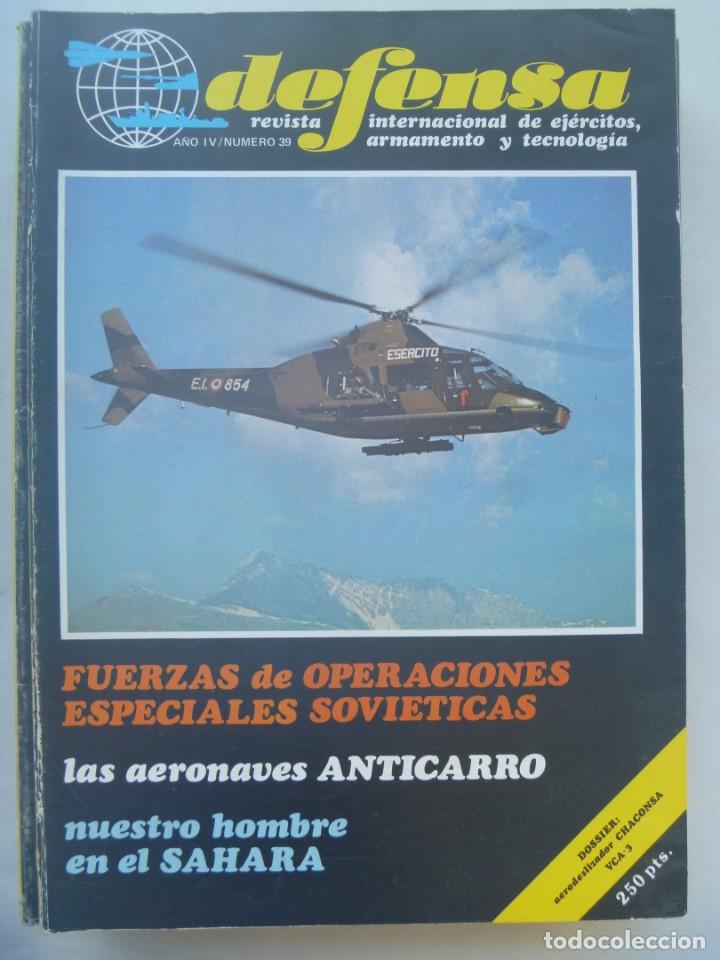 defensa
revista internacional de ejércitos,
AÑO IV/NUMERO 39 armamento y tecnología
ESERCITO
E.I. 854
FUERZAS de OPERACIONES
ESPECIALES SOVIETICAS
las aeronaves ANTICARRO
nuestro hombre
en el SAHARA
DOSSIER:
aerodeslizador CHACONSA
VCA-3
250 pts.
todocoleccion